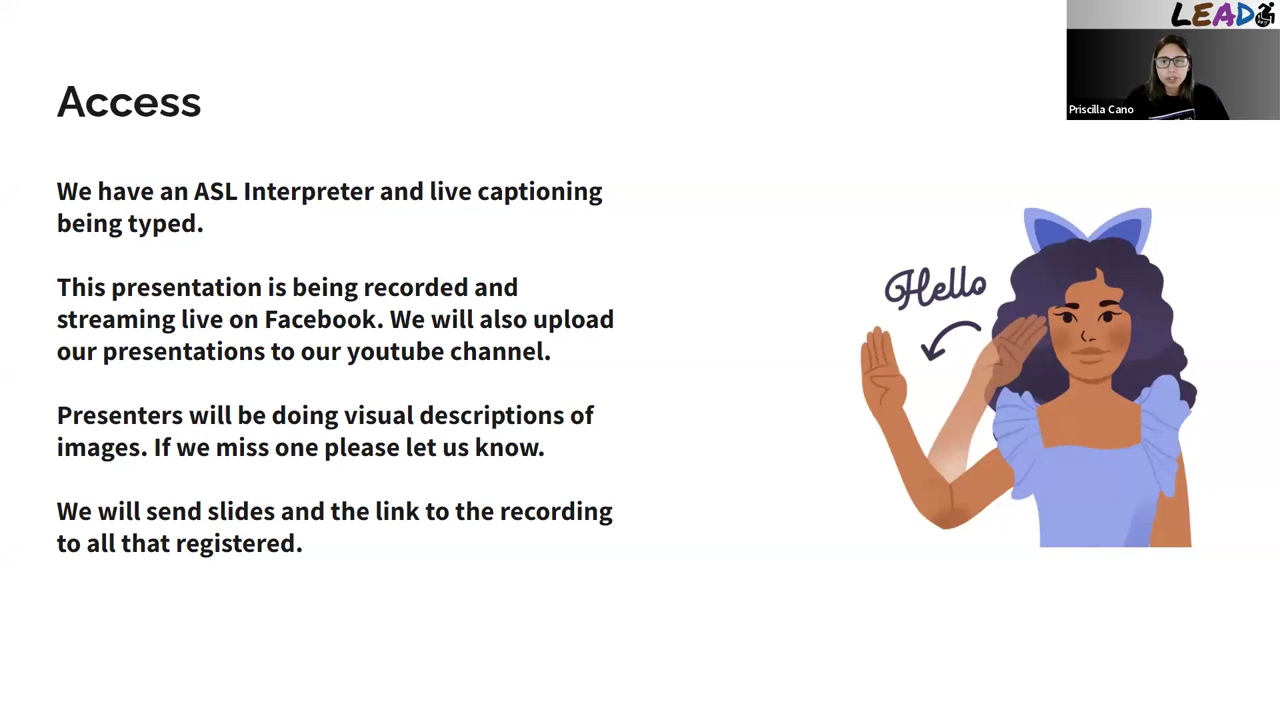 LEAD
Priscilla Cano
Access
We have an ASL Interpreter and live captioning
being typed.
This presentation is being recorded and
streaming live on Facebook. We will also upload
our presentations to our youtube channel.
Presenters will be doing visual descriptions of
images. If we miss one please let us know.
We will send slides and the link to the recording
to all that registered.
Hello